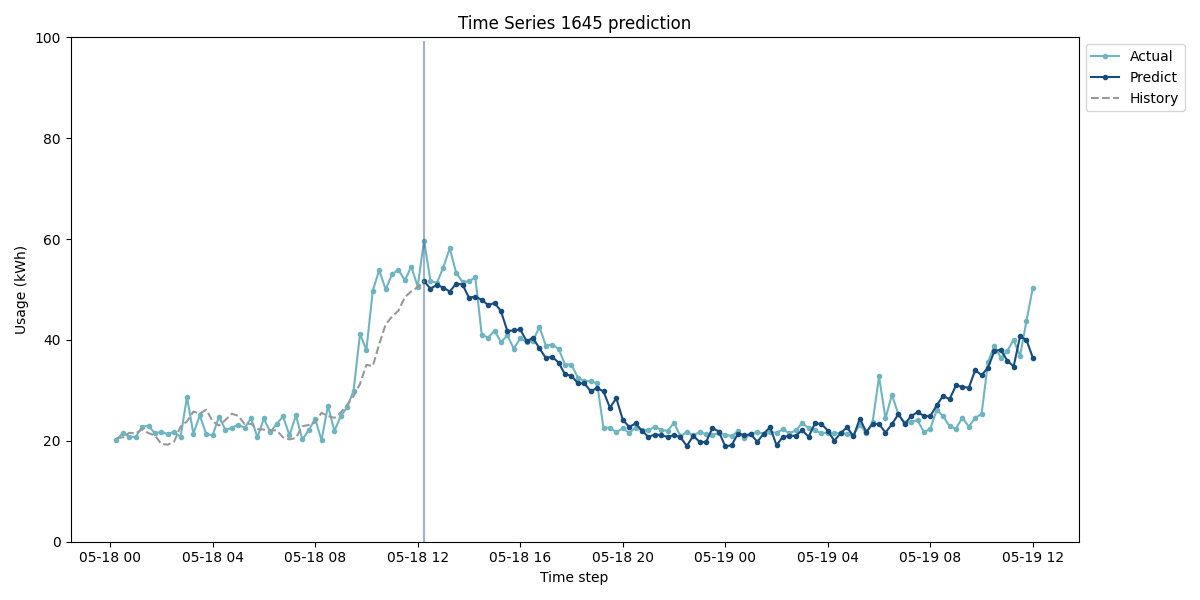 Time Series 1645 prediction
100
80
60
40
20
0
Usage (kWh)
05-18 00
05-18 04
05-18 08
05-18 12
05-18 16
05-18 20
05-19 00
05-19 04
05-19 08
05-19 12
Time step
Actual
Predict
History